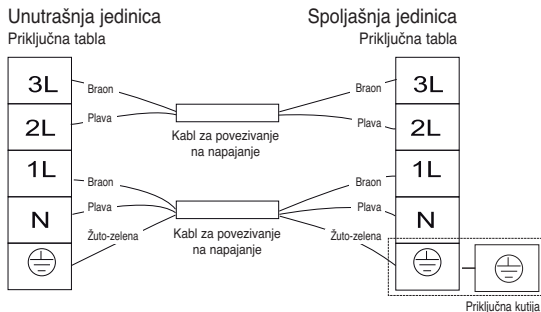 Unutrašnja jedinica
Priključna tabla
Spoljašnja jedinica
Priključna tabla
3L
Braon
Braon
3L
2L
Plava
Plava
2L
Kabl za povezivanje
na napajanje
1L
Braon
Braon
1L
N
Plava
Plava
N
Žuto-zelena
Kabl za povezivanje
na napajanje
Žuto-zelena
Priključna kutija